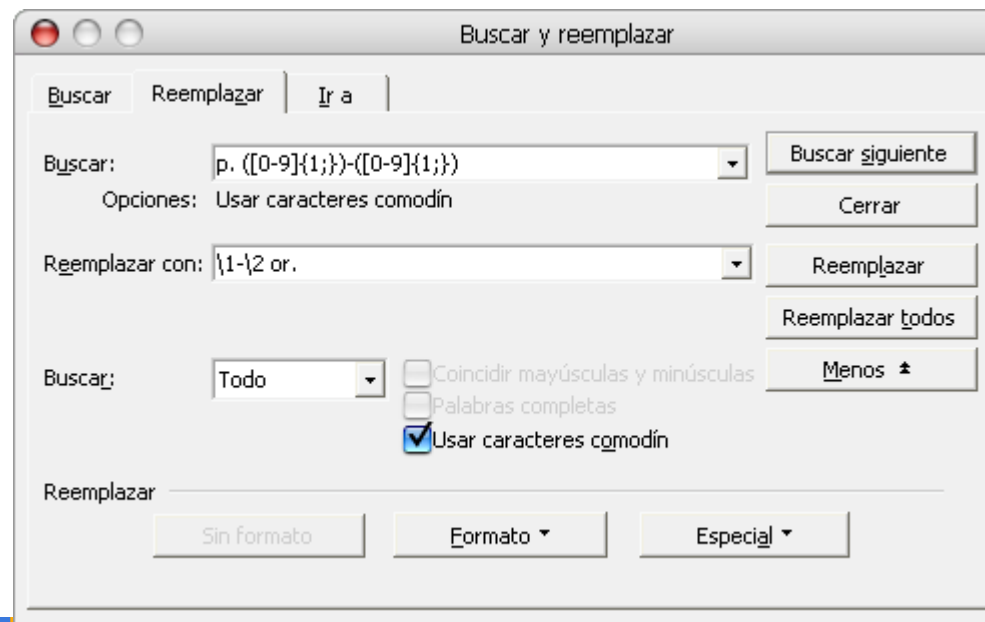 Buscar y reemplazar
Buscar Reemplazar Ir a
Buscar: p. ([0-9]{1;})-([0-9]{1;}) Buscar siguiente
Opciones: Usar caracteres comodín Cerrar
Reemplazar con: \1-\2 or. Reemplazar
Reemplazar todos
Buscar: Todo Coincidir mayúsculas y minúsculas Menos
Palabras completas
Usar caracteres comodín
Reemplazar
Sin formato Formato Especial